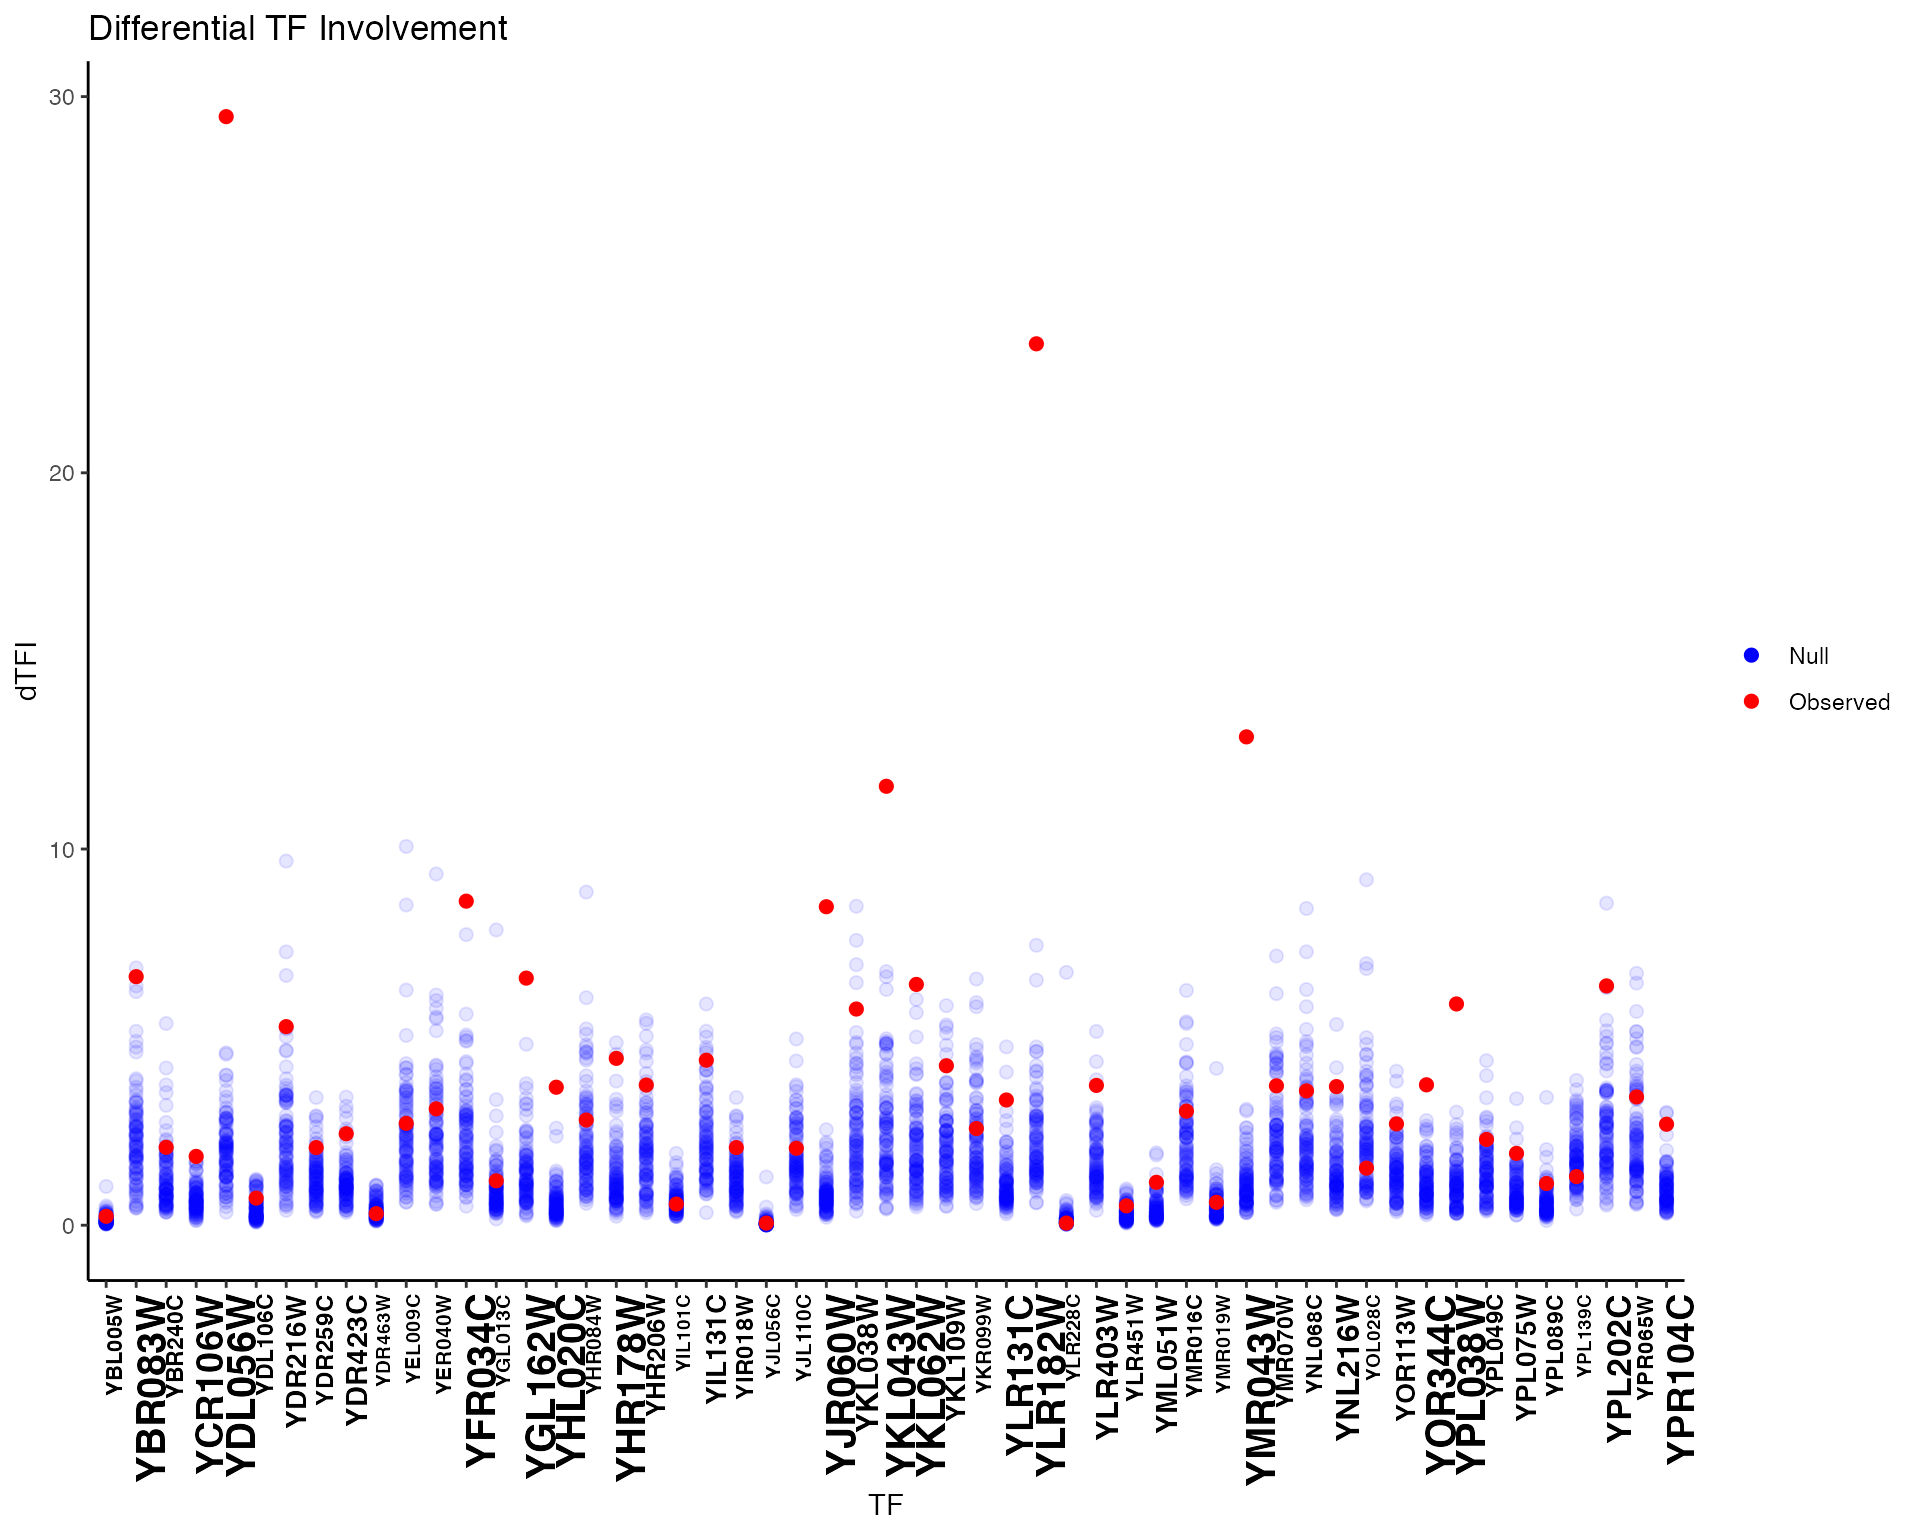 Differential TF Involvement
30
20
10
0
dTFI
Null
Observed
YBL005W
YBR083W
YBR240C
YCR106W
YDL056W
YDL106C
YDR216W
YDR259C
YDR423C
YDR463W
YEL009C
YER040W
YFR034C
YGL013C
YGL162W
YHL020C
YHR084W
YHR178W
YHR206W
YIL101C
YIL131C
YIR018W
YJL056C
YJL110C
YJR060W
YKL038W
YKL043W
YKL062W
YKL109W
YKR099W
YLR131C
YLR182W
YLR228C
YLR403W
YLR451W
YML051W
YMR016C
YMR019W
YMR043W
YMR070W
YNL068C
YNL216W
YOL028C
YOR113W
YOR344C
YPL038W
YPL049C
YPL075W
YPL089C
YPL139C
YPL202C
YPR065W
YPR104C
TF